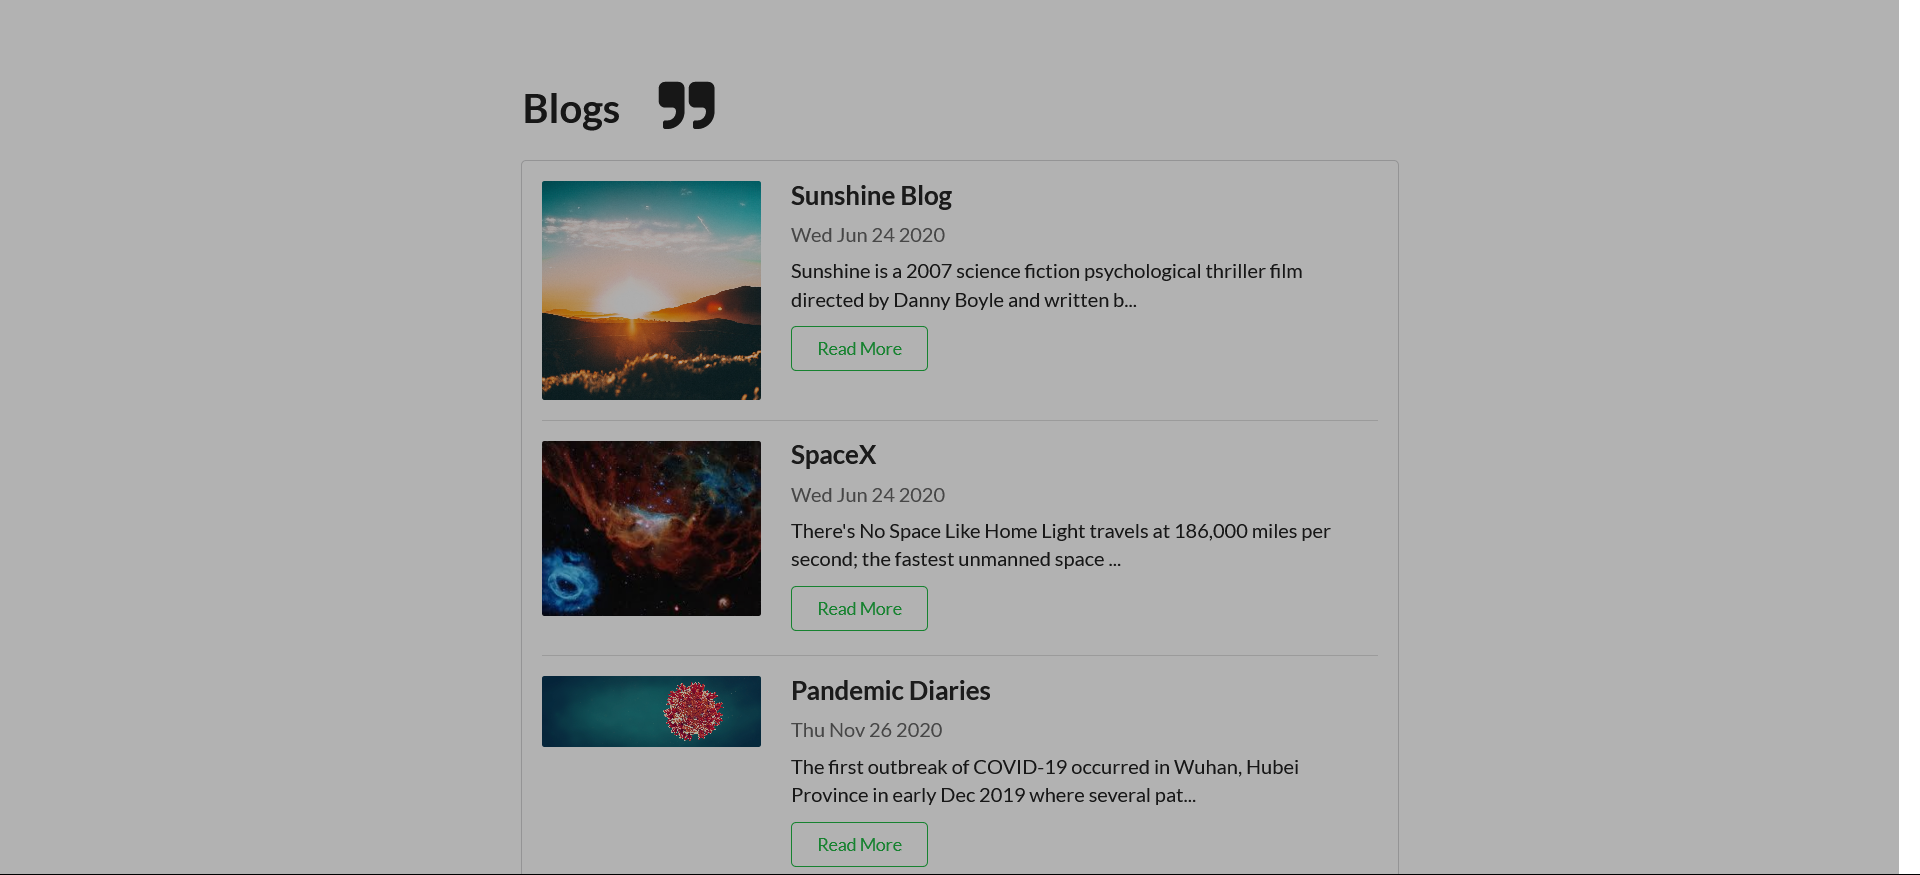 Blogs
Sunshine Blog
Wed Jun 24 2020
Sunshine is a 2007 science fiction psychological thriller film
directed by Danny Boyle and written b...
Read More
SpaceX
Wed Jun 24 2020
There's No Space Like Home Light travels at 186,000 miles per
second; the fastest unmanned space ...
Read More
Pandemic Diaries
Thu Nov 26 2020
The first outbreak of COVID-19 occurred in Wuhan, Hubei
Province in early Dec 2019 where several pat...
Read More